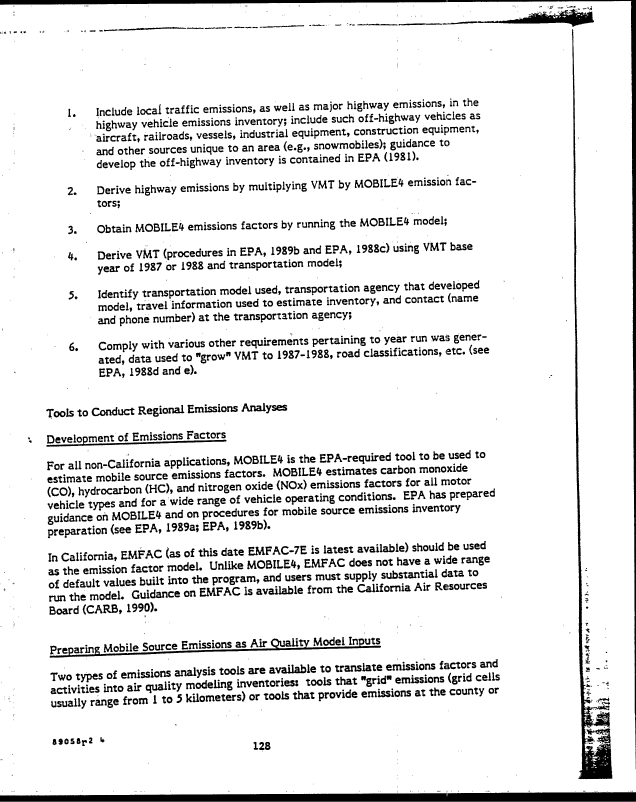 1. Include local traffic emissions, as well as major highway emissions, in the
highway vehicle emissions inventory; include such off-highway vehicles as
aircraft, railroads, vessels, industrial equipment, construction equipment,
and other sources unique to an area (e.g., snowmobiles); guidance to
develop the off-highway inventory is contained in EPA (1981).
2. Derive highway emissions by multiplying VMT by MOBILE4 emission fac-
tors;
3. Obtain MOBILE4 emissions factors by running the MOBILE4 model;
4. Derive VMT (procedures in EPA, 1989b and EPA, 1988c) using VMT base
year of 1987 or 1988 and transportation model;
5. Identify transportation model used, transportation agency that developed
model, travel information used to estimate inventory, and contact (name
and phone number) at the transportation agency;
6. Comply with various other requirements pertaining to year run was gener-
ated, data used to "grow" VMT to 1987-1988, road classifications, etc. (see
EPA, 1988d and e).
Tools to Conduct Regional Emissions Analyses
Development of Emissions Factors
For all non-California applications, MOBILE4 is the EPA-required tool to be used to
estimate mobile source emissions factors. MOBILE4 estimates carbon monoxide
(CO), hydrocarbon (HC), and nitrogen oxide (NOx) emissions factors for all motor
vehicle types and for a wide range of vehicle operating conditions. EPA has prepared
guidance on MOBILE4 and on procedures for mobile source emissions inventory
preparation (see EPA, 1989a; EPA, 1989b).
In California, EMFAC (as of this date EMFAC-7E is latest available) should be used
as the emission factor model. Unlike MOBILE4, EMFAC does not have a wide range
of default values built into the program, and users must supply substantial data to
run the model. Guidance on EMFAC is available from the California Air Resources
Board (CARB, 1990).
Preparing Mobile Source Emissions as Air Quality Model Inputs
Two types of emissions analysis tools are available to translate emissions factors and
activities into air quality modeling inventories: tools that "grid" emissions (grid cells
usually range from 1 to 5 kilometers) or tools that provide emissions at the county or
89058r2 4
128